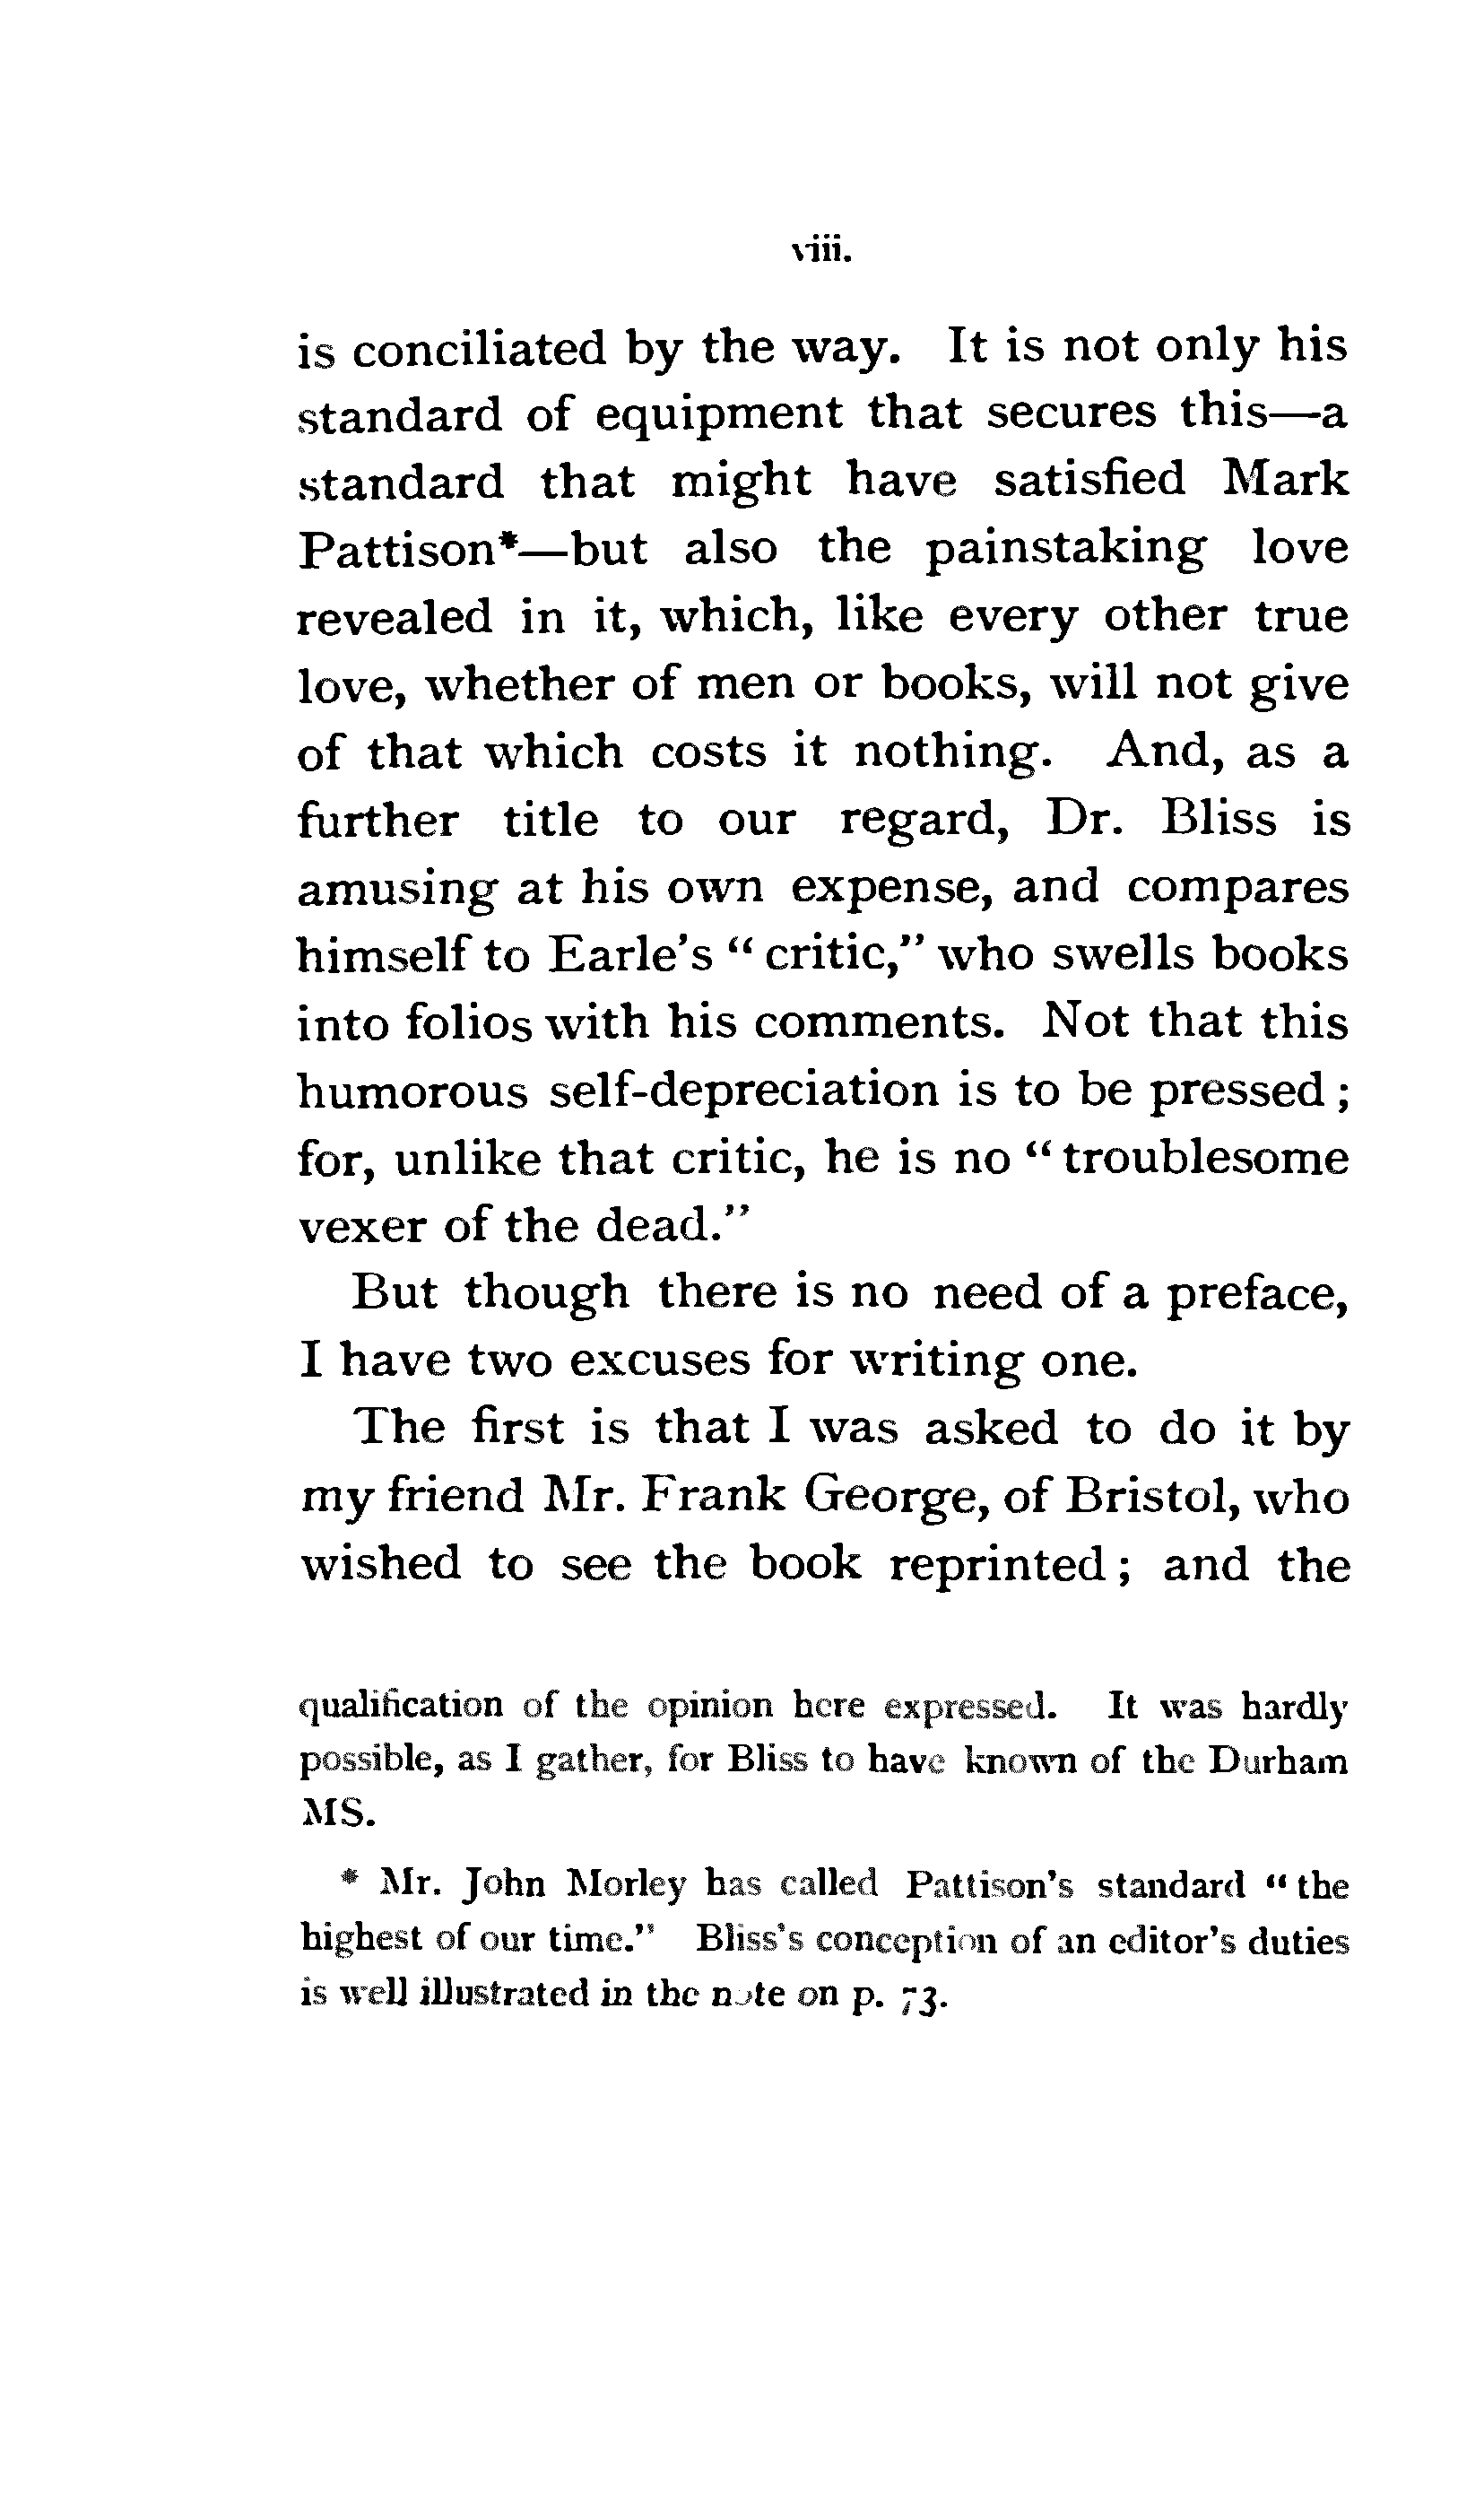 viii.
is conciliated by the way. It is not only his
standard of equipment that secures this—a
standard that might have satisfied Mark
Pattison*—but also the painstaking love
revealed in it, which, like every other true
love, whether of men or books, will not give
of that which costs it nothing. And, as a
further title to our regard, Dr. Bliss is
amusing at his own expense, and compares
himself to Earle's “ critic,” who swells books
into folios with his comments. Not that this
humorous self-depreciation is to be pressed ;
for, unlike that critic, he is no “ troublesome
vexer of the dead.”
But though there is no need of a preface,
I have two excuses for writing one.
The first is that I was asked to do it by
my friend Mr. Frank George, of Bristol, who
wished to see the book reprinted ; and the
qualification of the opinion here expressed. It was hardly
possible, as I gather, for Bliss to have known of the Durham
MS.
* Mr. John Morley has called Pattison's standard “ the
highest of our time.” Bliss's conception of an editor's duties
is well illustrated in the note on p. 73.